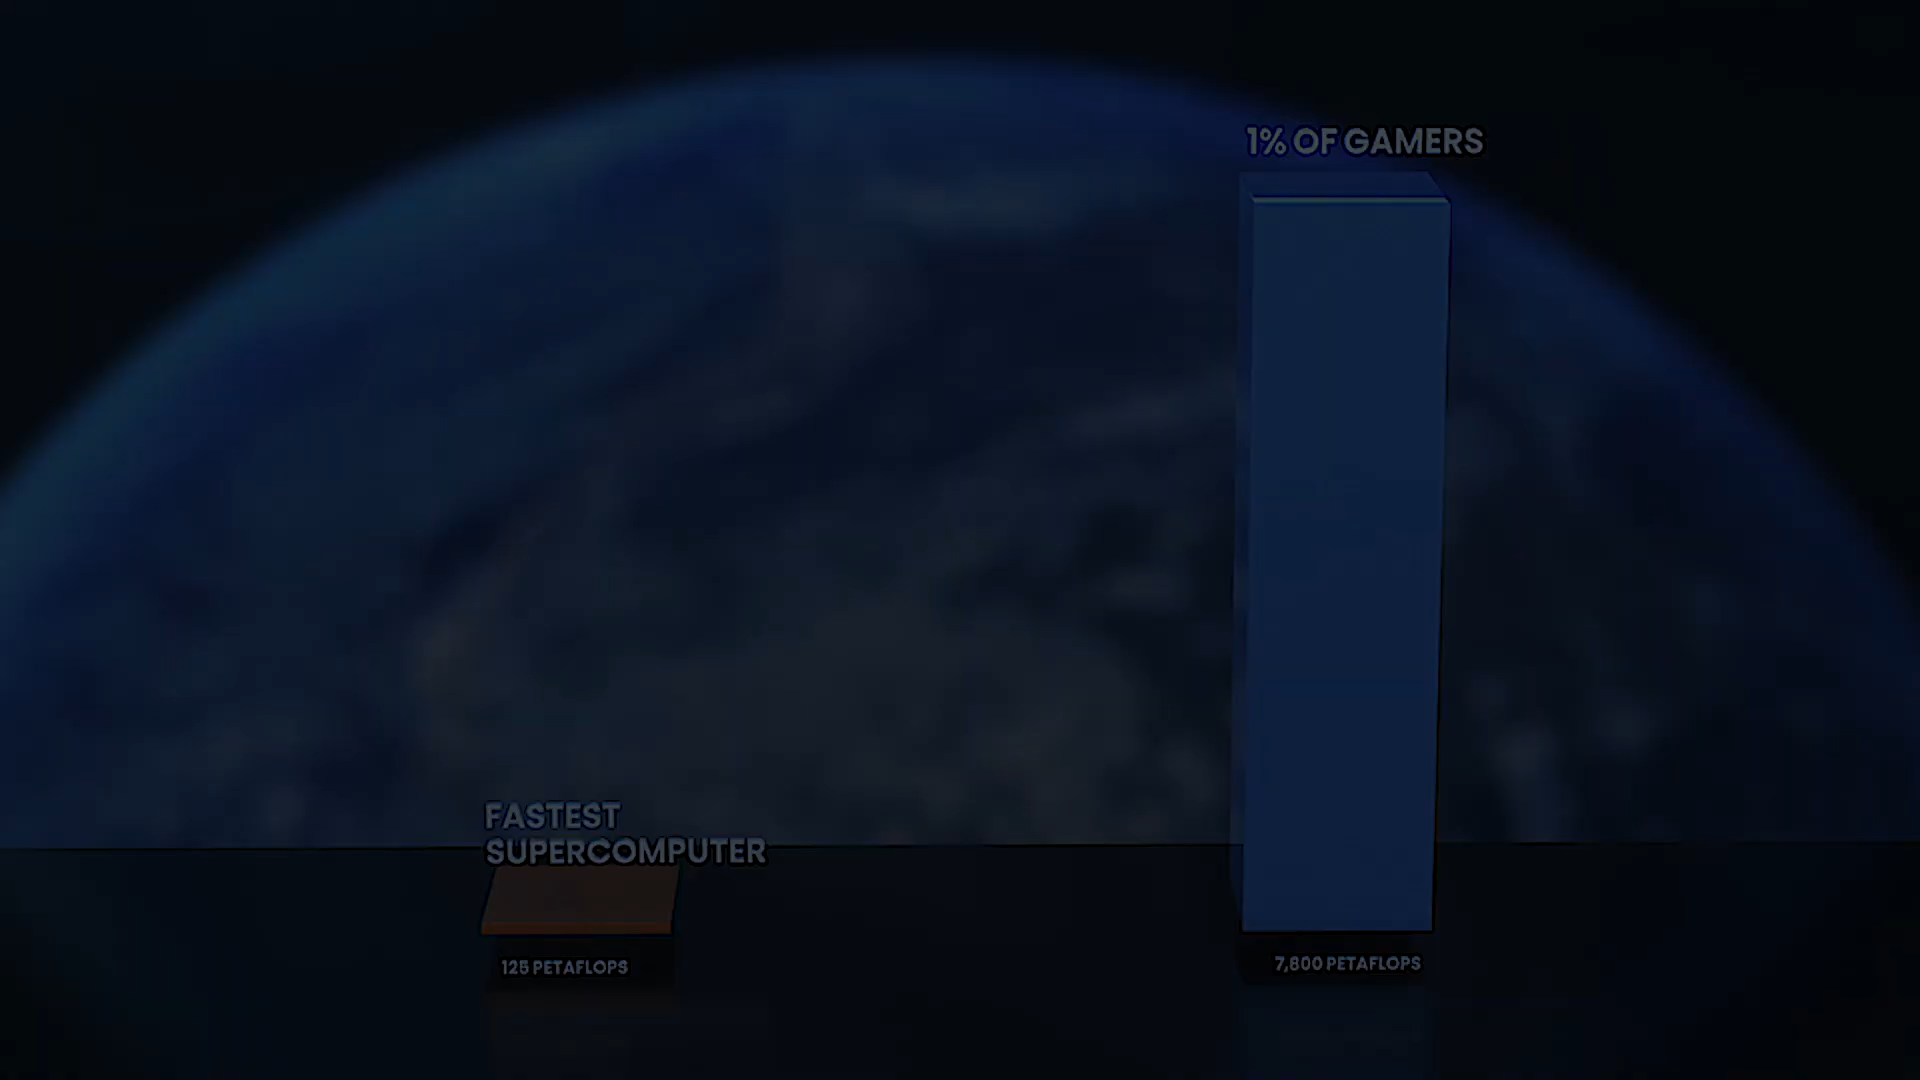 1% OF GAMERS
FASTEST
SUPERCOMPUTER
125 PETAFLOPS
7,800 PETAFLOPS